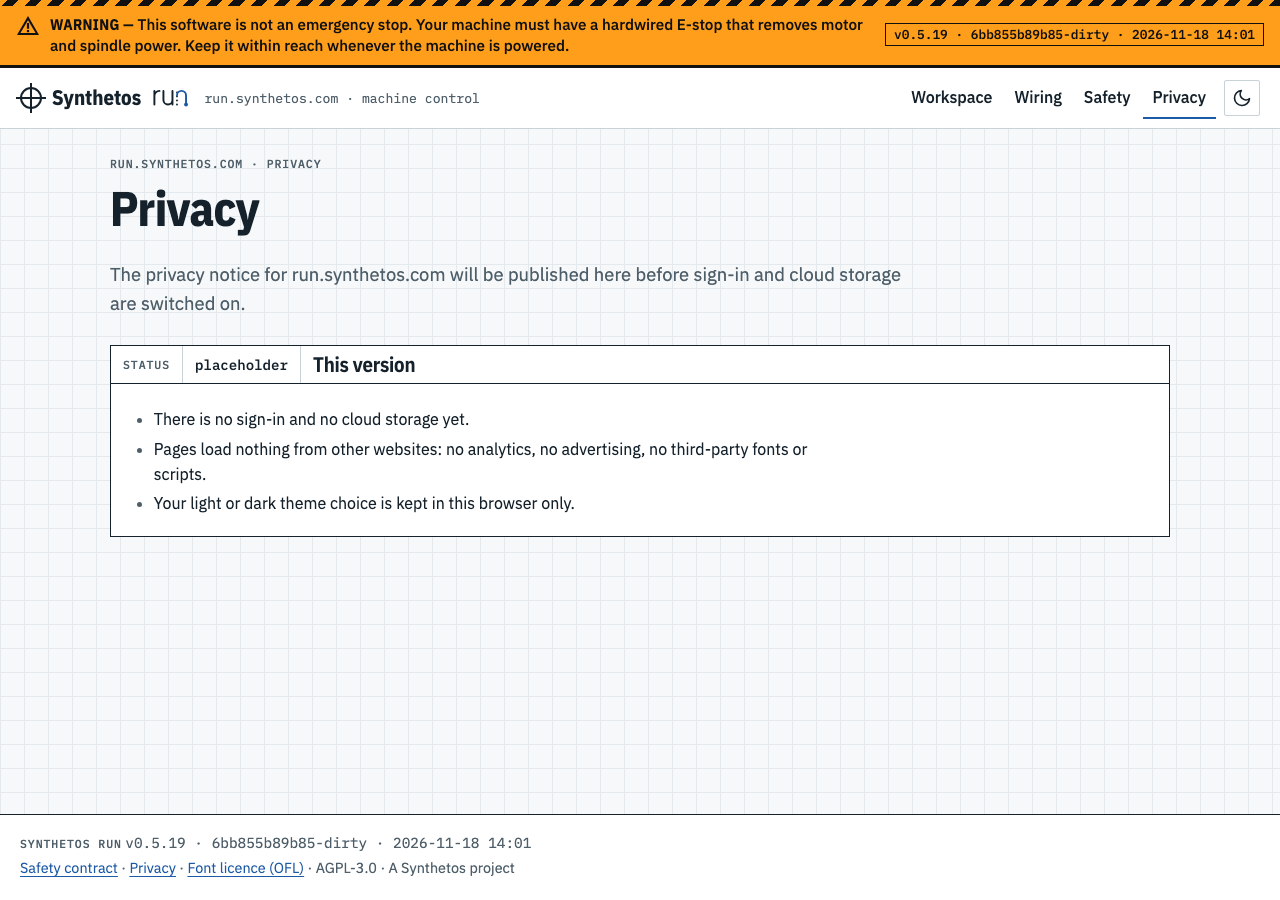 WARNING — This software is not an emergency stop. Your machine must have a hardwired E-stop that removes motor
and spindle power. Keep it within reach whenever the machine is powered.
v0.5.19 · 6bb855b89b85-dirty · 2026-11-18 14:01
Synthetos run run.synthetos.com · machine control
Workspace Wiring Safety Privacy
RUN.SYNTHETOS.COM · PRIVACY
Privacy
The privacy notice for run.synthetos.com will be published here before sign-in and cloud storage
are switched on.
STATUS placeholder This version
• There is no sign-in and no cloud storage yet.
• Pages load nothing from other websites: no analytics, no advertising, no third-party fonts or
scripts.
• Your light or dark theme choice is kept in this browser only.
SYNTHETOS RUN v0.5.19 · 6bb855b89b85-dirty · 2026-11-18 14:01
Safety contract · Privacy · Font licence (OFL) · AGPL-3.0 · A Synthetos project